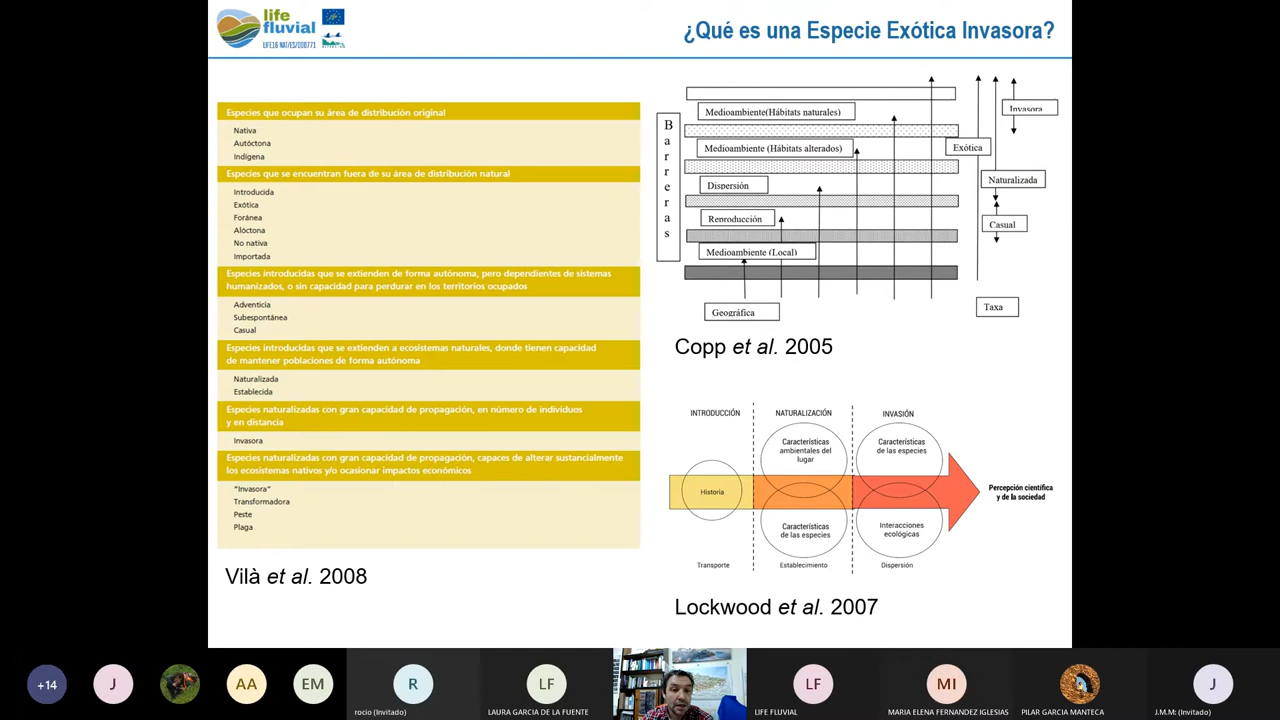 life
fluvial
LIFE16 NAT/ES/000771
¿Qué es una Especie Exótica Invasora?
Especies que ocupan su área de distribución original
Nativa
Autóctona
Indígena
Especies que se encuentran fuera de su área de distribución natural
Introducida
Exótica
Foránea
Alóctona
No nativa
Importada
Especies introducidas que se extienden de forma autónoma, pero dependientes de sistemas
humanizados, o sin capacidad para perdurar en los territorios ocupados
Adventicia
Subespontánea
Casual
Especies introducidas que se extienden a ecosistemas naturales, donde tienen capacidad
de mantener poblaciones de forma autónoma
Naturalizada
Establecida
Especies naturalizadas con gran capacidad de propagación, en número de individuos
y en distancia
Invasora
Especies naturalizadas con gran capacidad de propagación, capaces de alterar sustancialmente
los ecosistemas nativos y/o ocasionar impactos económicos
"Invasora"
Transformadora
Peste
Plaga
Vilà et al. 2008
Barreras
Medioambiente(Hábitats naturales)
Medioambiente (Hábitats alterados)
Dispersión
Reproducción
Medioambiente (Local)
Geográfica
Invasora
Exótica
Naturalizada
Casual
Taxa
Copp et al. 2005
INTRODUCCIÓN
NATURALIZACIÓN
INVASIÓN
Historia
Características
ambientales del
lugar
Características
de las especies
Características
de las especies
Interacciones
ecológicas
Percepción científica
y de la sociedad
Transporte
Establecimiento
Dispersión
Lockwood et al. 2007
+14
J
AA
EM
R
rocio (Invitado)
LF
LAURA GARCIA DE LA FUENTE
LF
LIFE FLUVIAL
MI
MARIA ELENA FERNANDEZ IGLESIAS
PILAR GARCIA MANTECA
J
J.M.M: (Invitado)